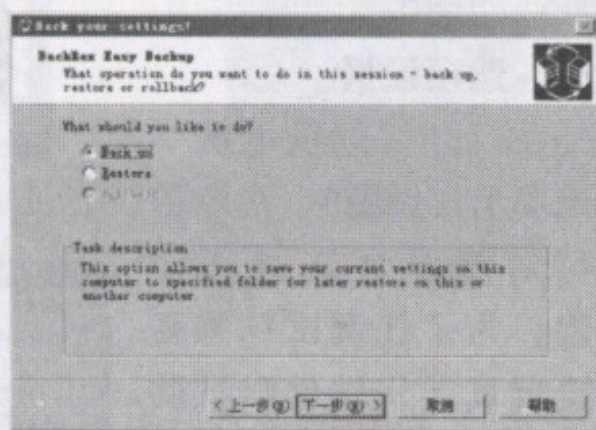 Back your settings!
BackRex Easy Backup
What operation do you want to do in this session - back up,
restore or rollback?
What would you like to do?
Back up
Restore
Task description
This option allows you to save your current settings on this
computer to specified folder for later restore on this or
another computer
< 上一步(B) 下一步(N) > 取消 帮助